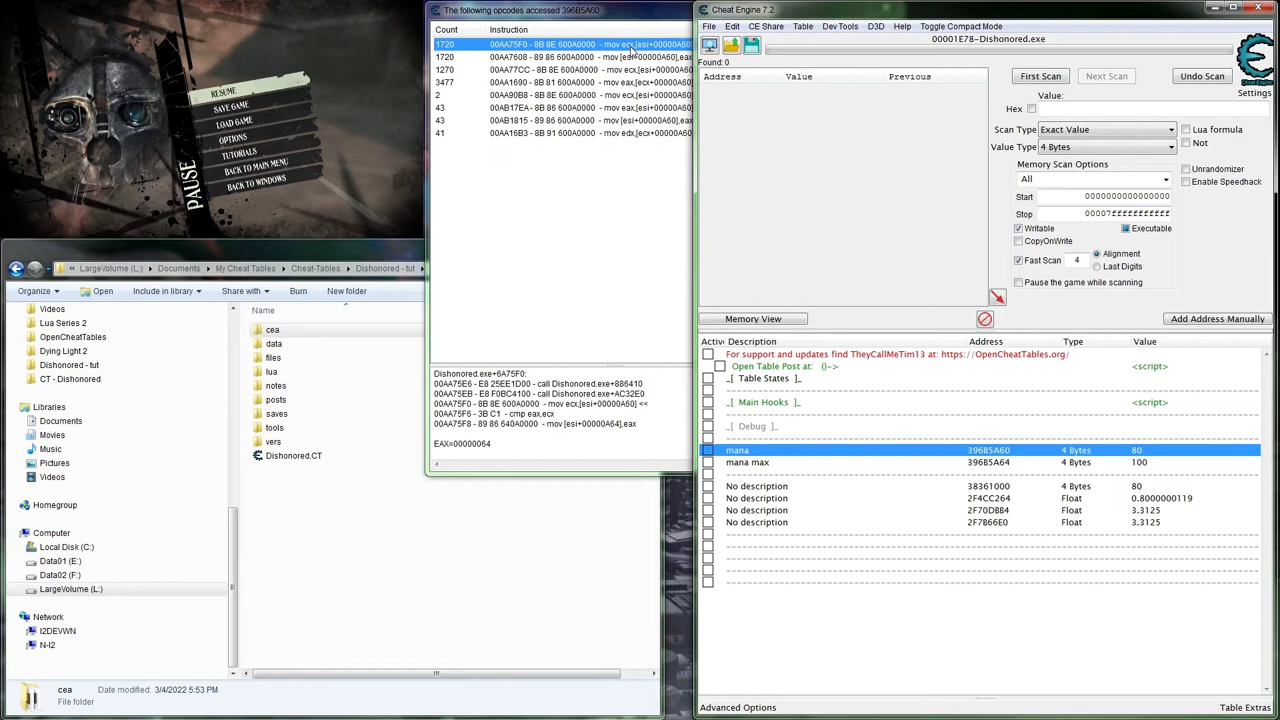 The following opcodes accessed 396B5A60
Count Instruction
1720 00AA75F0 - 8B 8E 600A0000 - mov ecx,[esi+00000A60]
1720 00AA7608 - 89 86 600A0000 - mov [esi+00000A60],eax
1270 00AA77CC - 8B 8E 600A0000 - mov ecx,[esi+00000A60]
3477 00AA1690 - 8B 81 600A0000 - mov eax,[ecx+00000A60]
2 00AA90BB - 8B 8E 600A0000 - mov ecx,[esi+00000A60]
43 00AB17EA - 8B 86 600A0000 - mov eax,[esi+00000A60]
43 00AB1815 - 89 86 600A0000 - mov [esi+00000A60],eax
41 00AA16B3 - 8B 91 600A0000 - mov edx,[ecx+00000A60]
Dishonored.exe+6A75F0:
00AA75E6 - E8 25EE1D00 - call Dishonored.exe+886410
00AA75EB - E8 F0BC4100 - call Dishonored.exe+AC32E0
00AA75F0 - 8B 8E 600A0000 - mov ecx,[esi+00000A60] <<
00AA75F6 - 3B C1 - cmp eax,ecx
00AA75F8 - 89 86 640A0000 - mov [esi+00000A64],eax
EAX=00000064
PAUSE
RESUME
SAVE GAME
LOAD GAME
OPTIONS
TUTORIALS
BACK TO MAIN MENU
BACK TO WINDOWS
« LargeVolume (L:) Documents My Cheat Tables Cheat-Tables Dishonored - tut
Organize Open Include in library Share with Burn New folder
Videos
Lua Series 2
OpenCheatTables
Dying Light 2
Dishonored - tut
CT - Dishonored
Libraries
Documents
Movies
Music
Pictures
Videos
Homegroup
Computer
Local Disk (C:)
Data01 (E:)
Data02 (F:)
LargeVolume (L:)
Network
I2DEVWN
N-I2
Name
cea
data
files
lua
notes
posts
saves
tools
vers
Dishonored.CT
cea Date modified: 3/4/2022 5:53 PM
File folder
Cheat Engine 7.2
File Edit CE Share Table Dev Tools D3D Help Toggle Compact Mode
00001E78-Dishonored.exe
Found: 0
Address Value Previous
First Scan Next Scan Undo Scan
Settings
Value:
Hex
Scan Type Exact Value
Value Type 4 Bytes
Lua formula
Not
Memory Scan Options
All
Start 0000000000000000
Stop 00007fffffffffff
Writable Executable
CopyOnWrite
Fast Scan 4 Alignment
Last Digits
Pause the game while scanning
Unrandomizer
Enable Speedhack
Memory View Add Address Manually
Active Description Address Type Value
For support and updates find TheyCallMeTim13 at: https://OpenCheatTables.org/
Open Table Post at: ()-> <script>
_[ Table States ]_
_[ Main Hooks ]_ <script>
_[ Debug ]_
mana 396B5A60 4 Bytes 80
mana max 396B5A64 4 Bytes 100
No description 38361000 4 Bytes 80
No description 2F4CC264 Float 0.8000000119
No description 2F70DBB4 Float 3.3125
No description 2F7B66E0 Float 3.3125
Advanced Options Table Extras